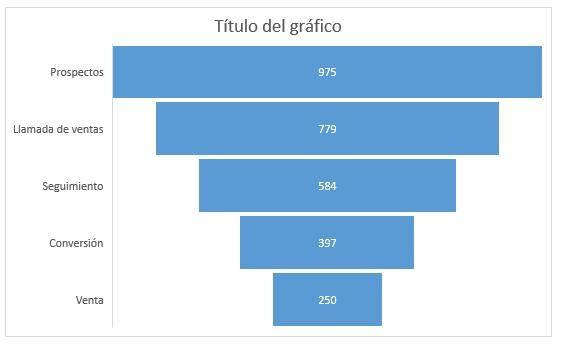 Título del gráfico
Prospectos 975
Llamada de ventas 779
Seguimiento 584
Conversión 397
Venta 250